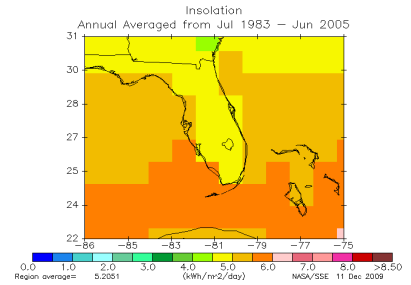 Insolation
Annual Averaged from Jul 1983 – Jun 2005
31
30
28
27
26
24
22
-86 -85 -83 -81 -79 -77 -75
0.0 1.0 2.0 3.0 4.0 5.0 6.0 7.0 8.0 >8.50
Region average= 5.2051 (kWh/m^2/day) NASA/SSE 11 Dec 2009